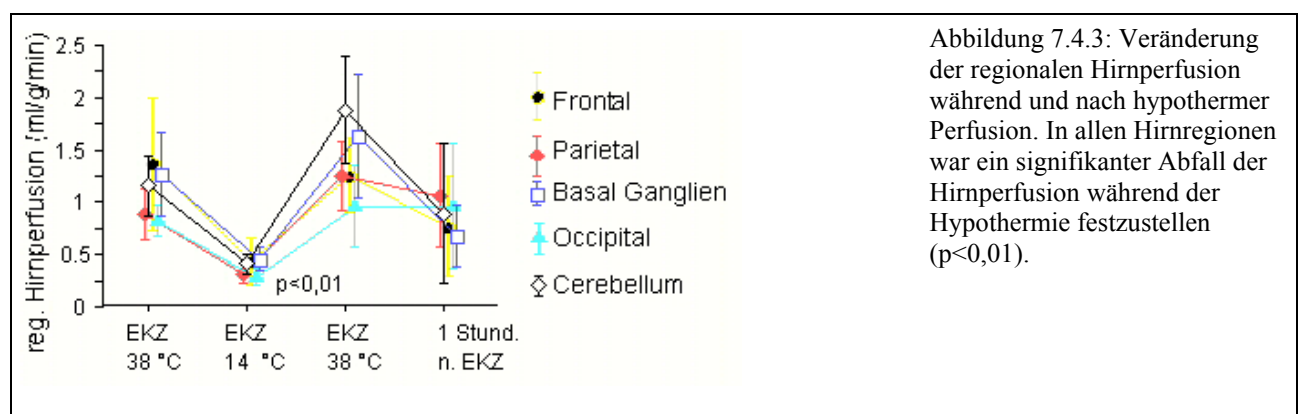 reg. Hirnperfusion (ml/g/min)
2.5
2
1.5
1
0.5
0
p<0,01
EKZ
38 °C
EKZ
14 °C
EKZ
38 °C
1 Stund.
n. EKZ
Frontal
Parietal
Basal Ganglien
Occipital
Cerebellum
Abbildung 7.4.3: Veränderung
der regionalen Hirnperfusion
während und nach hypothermer
Perfusion. In allen Hirnregionen
war ein signifikanter Abfall der
Hirnperfusion während der
Hypothermie festzustellen
(p<0,01).